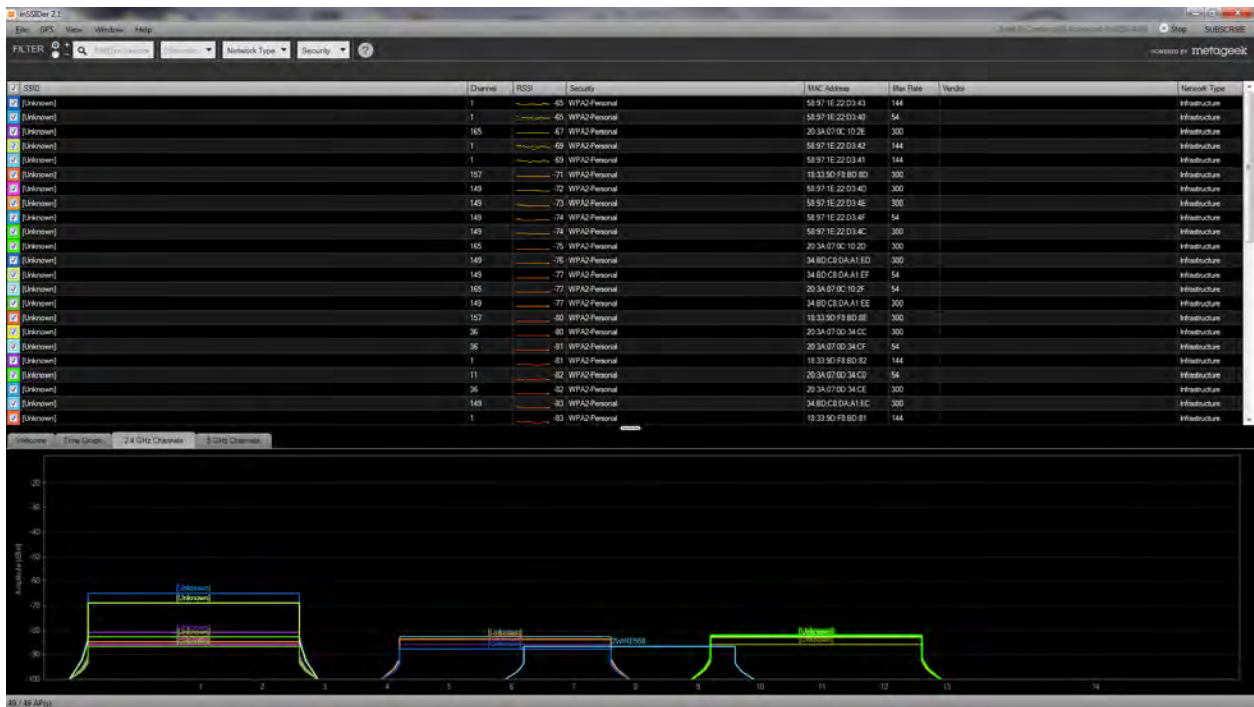 inSSIDer 2.1
File GPS View Window Help
Stop SUBSCRIBE
FILTER Network Type Security ?
POWERED BY metageek
SSID Channel RSSI Security MAC Address Max Rate Vendor Network Type
[Unknown] 1 -65 WPA2-Personal 58:97:1E:22:D3:43 144 Infrastructure
[Unknown] 1 -65 WPA2-Personal 58:97:1E:22:D3:40 54 Infrastructure
[Unknown] 165 -67 WPA2-Personal 20:3A:07:0C:10:2E 300 Infrastructure
[Unknown] 1 -69 WPA2-Personal 58:97:1E:22:D3:42 144 Infrastructure
[Unknown] 1 -69 WPA2-Personal 58:97:1E:22:D3:41 144 Infrastructure
[Unknown] 157 -71 WPA2-Personal 18:33:9D:F8:BD:8D 300 Infrastructure
[Unknown] 149 -72 WPA2-Personal 58:97:1E:22:D3:4D 300 Infrastructure
[Unknown] 149 -73 WPA2-Personal 58:97:1E:22:D3:4E 300 Infrastructure
[Unknown] 149 -74 WPA2-Personal 58:97:1E:22:D3:4F 54 Infrastructure
[Unknown] 149 -74 WPA2-Personal 58:97:1E:22:D3:4C 300 Infrastructure
[Unknown] 165 -75 WPA2-Personal 20:3A:07:0C:10:2D 300 Infrastructure
[Unknown] 149 -76 WPA2-Personal 34:BD:C8:DA:A1:ED 300 Infrastructure
[Unknown] 149 -77 WPA2-Personal 34:BD:C8:DA:A1:EF 54 Infrastructure
[Unknown] 165 -77 WPA2-Personal 20:3A:07:0C:10:2F 54 Infrastructure
[Unknown] 149 -77 WPA2-Personal 34:BD:C8:DA:A1:EE 300 Infrastructure
[Unknown] 157 -80 WPA2-Personal 18:33:9D:F8:BD:8E 300 Infrastructure
[Unknown] 36 -80 WPA2-Personal 20:3A:07:0D:34:CC 300 Infrastructure
[Unknown] 36 -81 WPA2-Personal 20:3A:07:0D:34:CF 54 Infrastructure
[Unknown] 1 -81 WPA2-Personal 18:33:9D:F8:BD:82 144 Infrastructure
[Unknown] 11 -82 WPA2-Personal 20:3A:07:0D:34:C0 54 Infrastructure
[Unknown] 36 -82 WPA2-Personal 20:3A:07:0D:34:CE 300 Infrastructure
[Unknown] 149 -83 WPA2-Personal 34:BD:C8:DA:A1:EC 300 Infrastructure
[Unknown] 1 -83 WPA2-Personal 18:33:9D:F8:BD:81 144 Infrastructure
Welcome Time Graph 2.4 GHz Channels 5 GHz Channels
Amplitude [dBm]
-20
-30
-40
-50
-60
[Unknown]
[Unknown]
-70
-80
[Unknown] [Unknown] [Unknown]
-90
-100
1 2 3 4 5 6 7 8 9 10 11 12 13 14
49 / 49 AP(s)